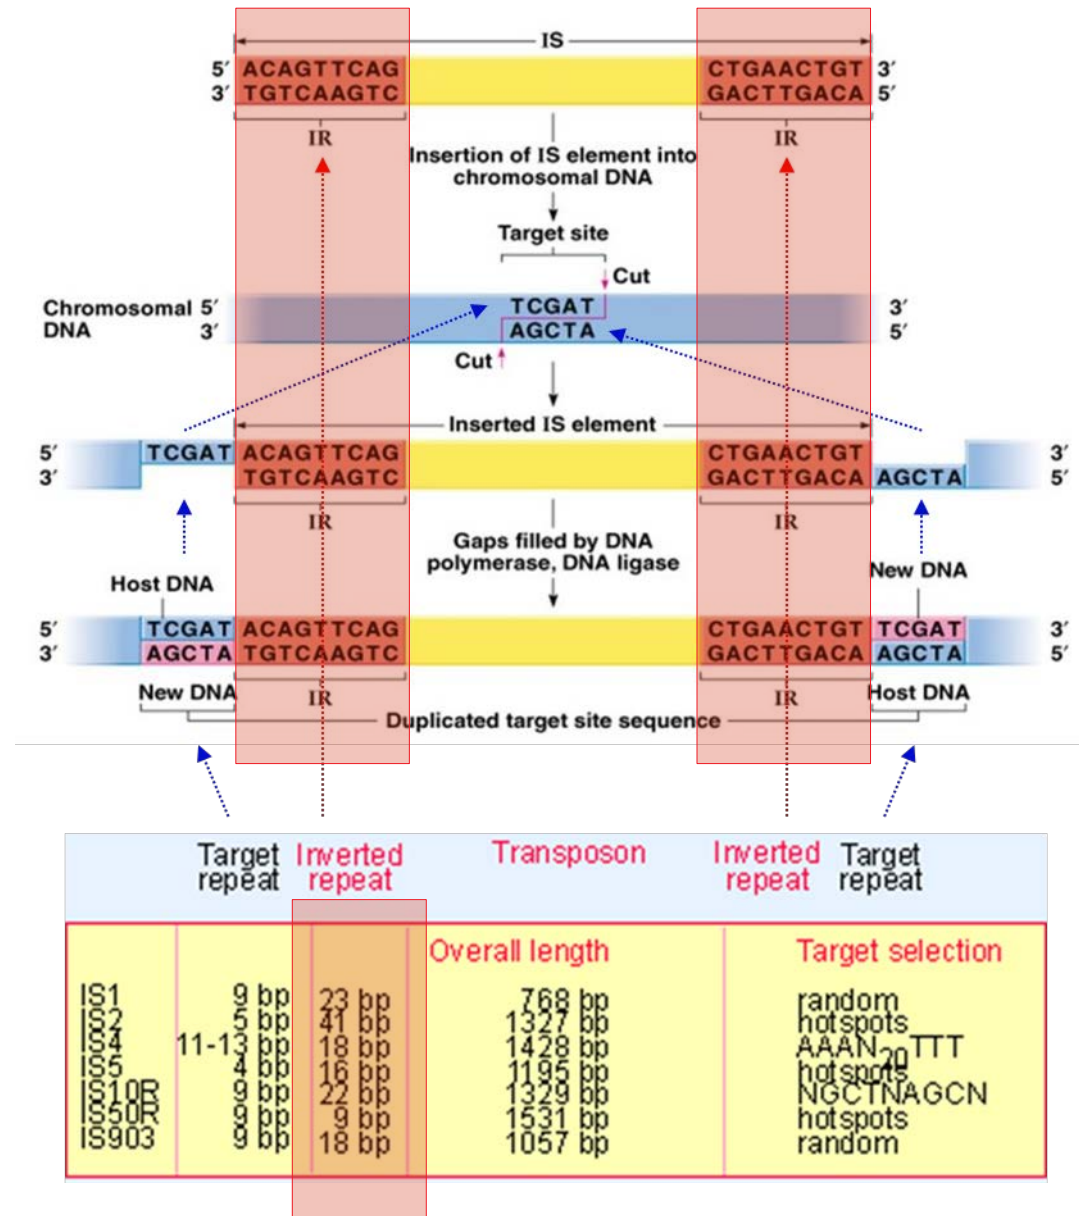 IS
5′ ACAGTTCAG CTGAACTGT 3′
3′ TGTCAAGTC GACTTGACA 5′
IR IR
Insertion of IS element into
chromosomal DNA
Target site
Cut
Chromosomal 5′ TCGAT 3′
DNA 3′ AGCTA 5′
Cut
Inserted IS element
5′ TCGAT ACAGTTCAG CTGAACTGT 3′
3′ TGTCAAGTC GACTTGACA AGCTA 5′
IR IR
Gaps filled by DNA
polymerase, DNA ligase
Host DNA New DNA
5′ TCGAT ACAGTTCAG CTGAACTGT TCGAT 3′
3′ AGCTA TGTCAAGTC GACTTGACA AGCTA 5′
New DNA IR IR Host DNA
Duplicated target site sequence
Target Inverted Transposon Inverted Target
repeat repeat repeat repeat
Overall length Target selection
IS1 9 bp 23 bp 768 bp random
IS2 5 bp 41 bp 1327 bp hotspots
IS4 11-13 bp 18 bp 1428 bp AAAN20TTT
IS5 4 bp 16 bp 1195 bp hotspots
IS10R 9 bp 22 bp 1329 bp NGCTNAGCN
IS50R 9 bp 9 bp 1531 bp hotspots
IS903 9 bp 18 bp 1057 bp random